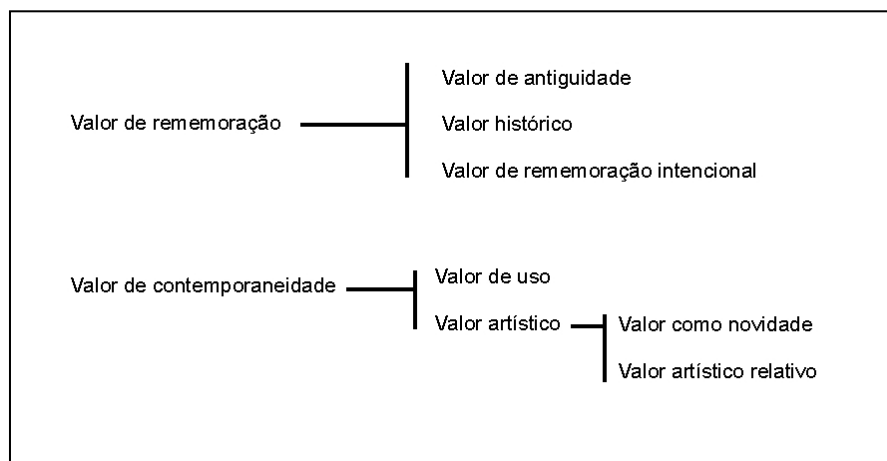 Valor de antiguidade
Valor de rememoração
Valor histórico
Valor de rememoração intencional
Valor de contemporaneidade
Valor de uso
Valor artístico
Valor como novidade
Valor artístico relativo